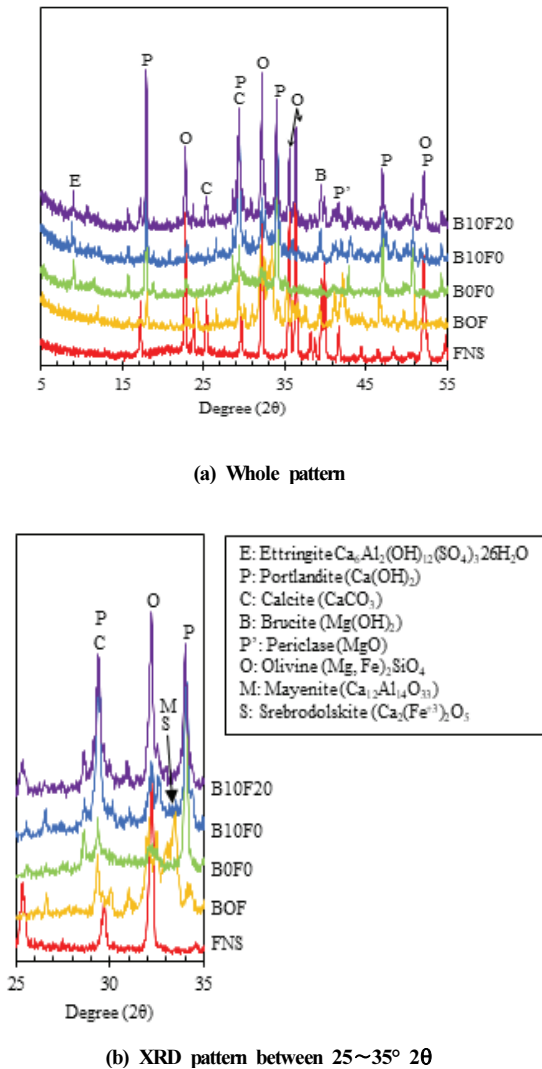 P
O
P
C
P
O
E
C
B
P'
P
O
P
B10F20
B10F0
B0F0
BOF
FNS
5 15 25 35 45 55
Degree (2θ)
(a) Whole pattern
P
C
O
P
M
S
B10F20
B10F0
B0F0
BOF
FNS
25 30 35
Degree (2θ)
E: Ettringite Ca₆Al₂(OH)₁₂(SO₄)₃26H₂O
P: Portlandite (Ca(OH)₂)
C: Calcite (CaCO₃)
B: Brucite (Mg(OH)₂)
P': Periclase (MgO)
O: Olivine (Mg, Fe)₂SiO₄
M: Mayenite (Ca₁₂Al₁₄O₃₃)
S: Srebrodolskite (Ca₂(Fe⁺³)₂O₅
(b) XRD pattern between 25~35° 2θ